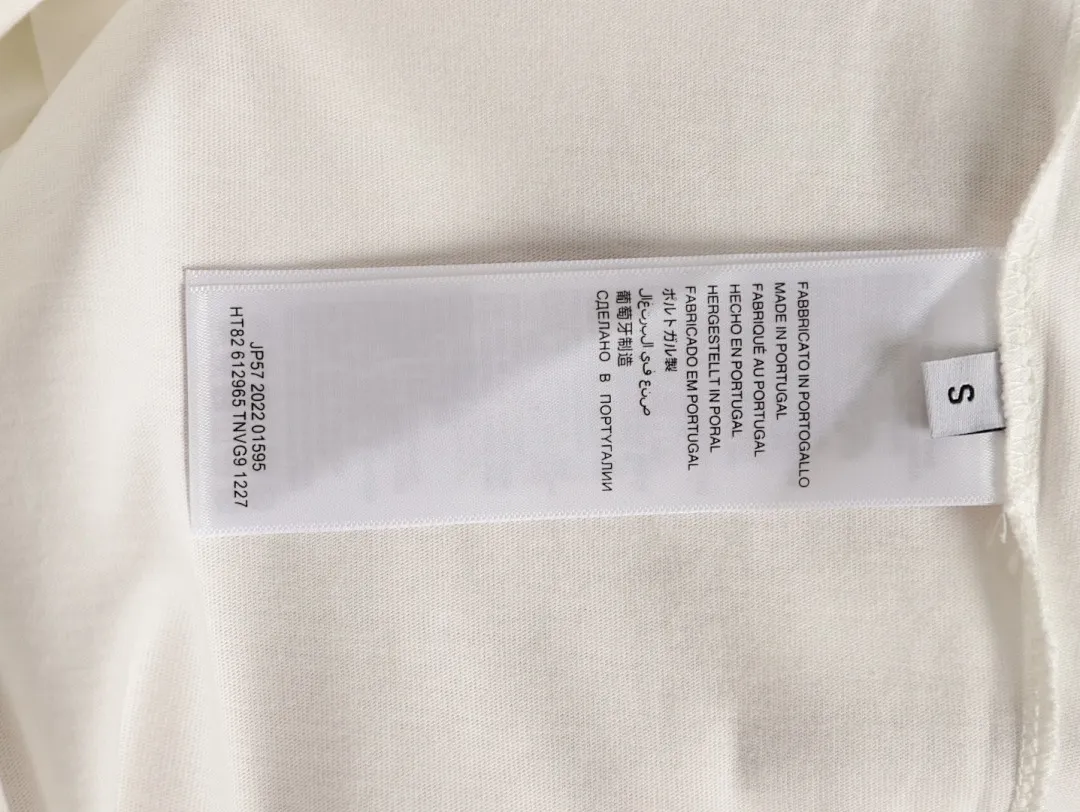 S
FABBRICATO IN PORTOGALLO
MADE IN PORTUGAL
FABRIQUÉ AU PORTUGAL
HECHO EN PORTUGAL
HERGESTELLT IN PORAL
FABRICADO EM PORTUGAL
ポルトガル製
صنع في البرتغال
葡萄牙制造
СДЕЛАНО В ПОРТУГАЛИИ
JP57 2022 01595
HT82 612965 TNVG9 1227